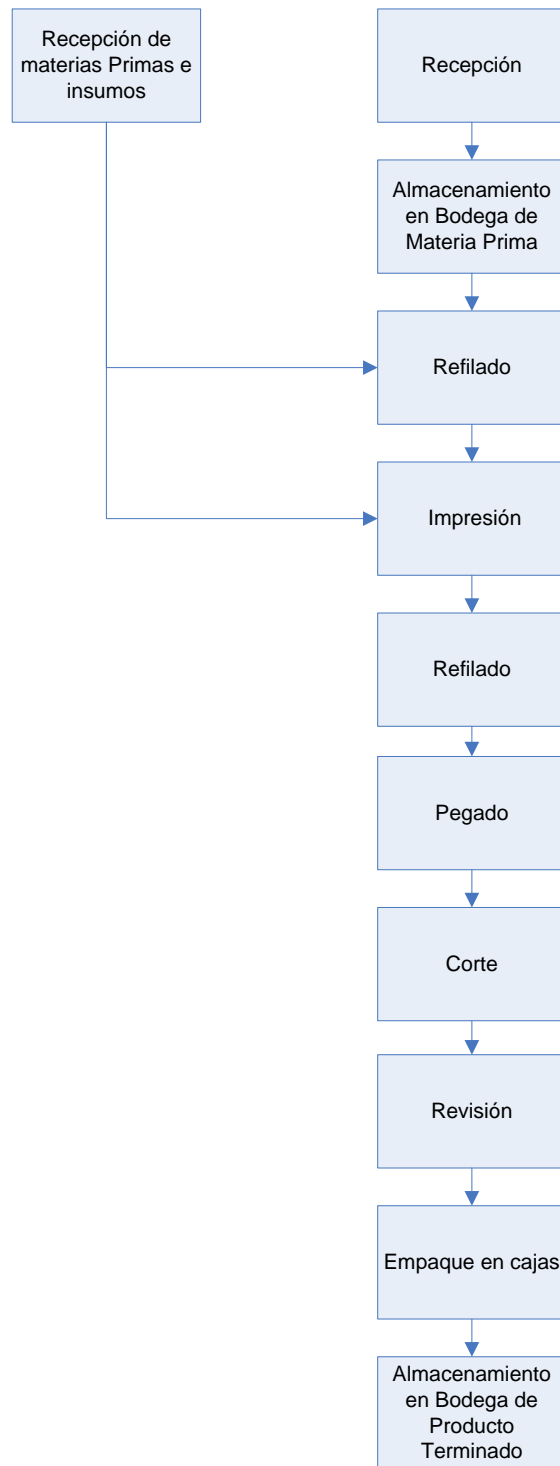 Recepción de
materias Primas e
insumos
Recepción
Almacenamiento
en Bodega de
Materia Prima
Refilado
Impresión
Refilado
Pegado
Corte
Revisión
Empaque en cajas
Almacenamiento
en Bodega de
Producto
Terminado